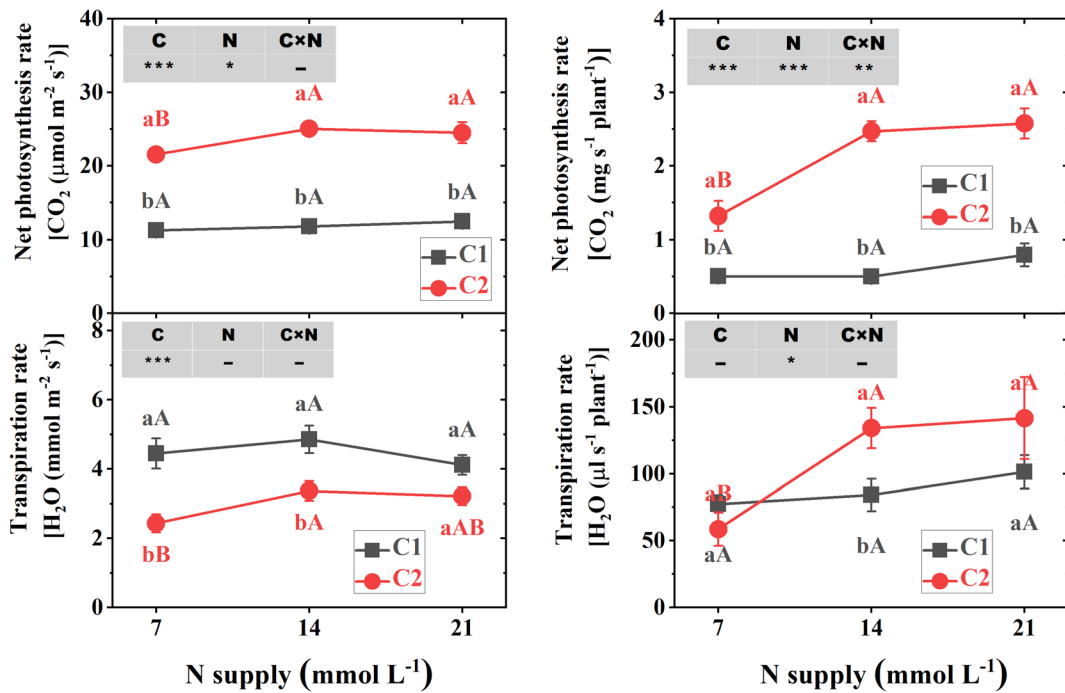 Net photosynthesis rate
[CO₂ (μmol m⁻² s⁻¹)]
40
30
20
10
0
C N C×N
*** * –
aB
aA
aA
bA
bA
bA
C1
C2
Net photosynthesis rate
[CO₂ (mg s⁻¹ plant⁻¹)]
4
3
2
1
0
C N C×N
*** *** **
aB
aA
aA
bA
bA
bA
C1
C2
Transpiration rate
[H₂O (mmol m⁻² s⁻¹)]
8
6
4
2
0
C N C×N
*** – –
aA
aA
aA
bB
bA
aAB
C1
C2
7 14 21
N supply (mmol L⁻¹)
Transpiration rate
[H₂O (μl s⁻¹ plant⁻¹)]
200
150
100
50
0
C N C×N
– * –
aB
aA
aA
aA
bA
aA
C1
C2
7 14 21
N supply (mmol L⁻¹)